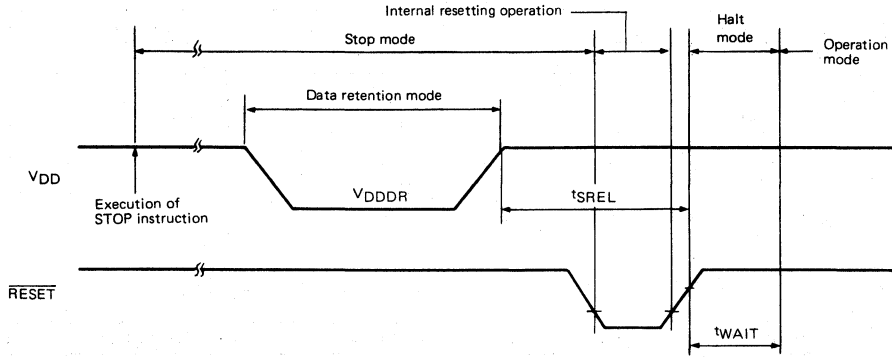 Internal resetting operation
Stop mode
Halt
mode
Operation
mode
Data retention mode
VDD
VDDDR
Execution of
STOP instruction
tSREL
RESET
tWAIT